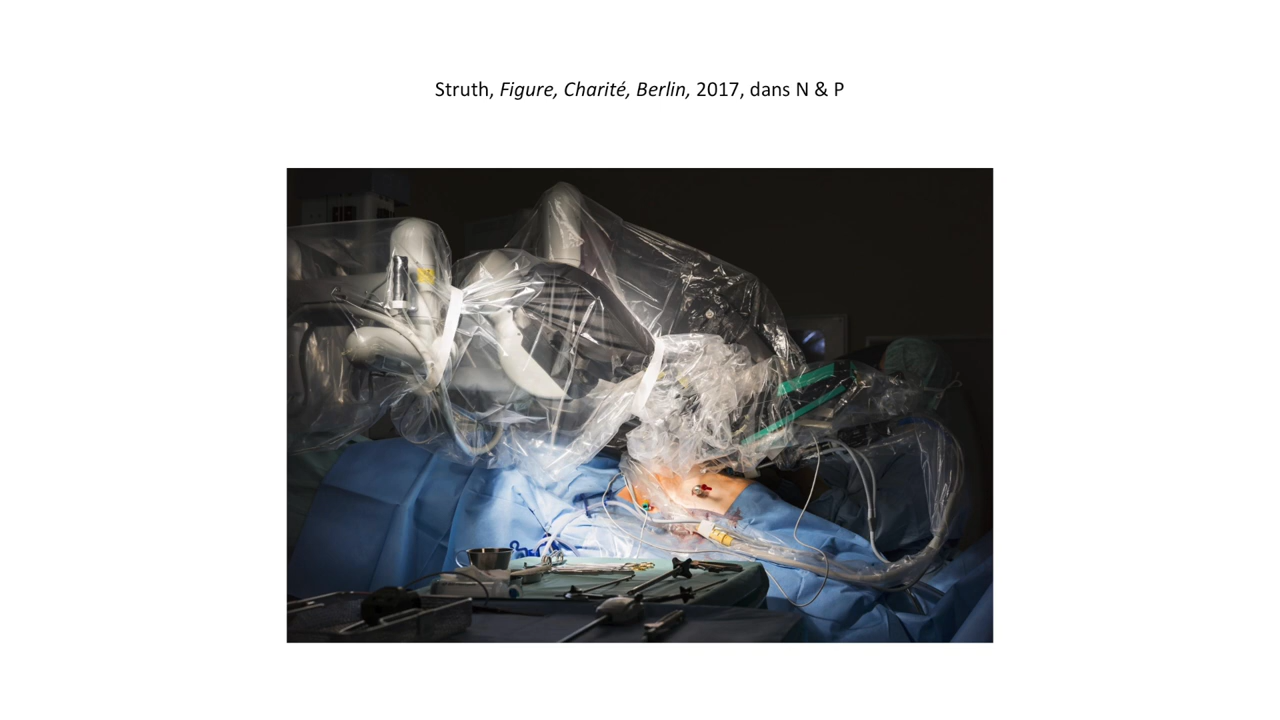 Struth, Figure, Charité, Berlin, 2017, dans N & P